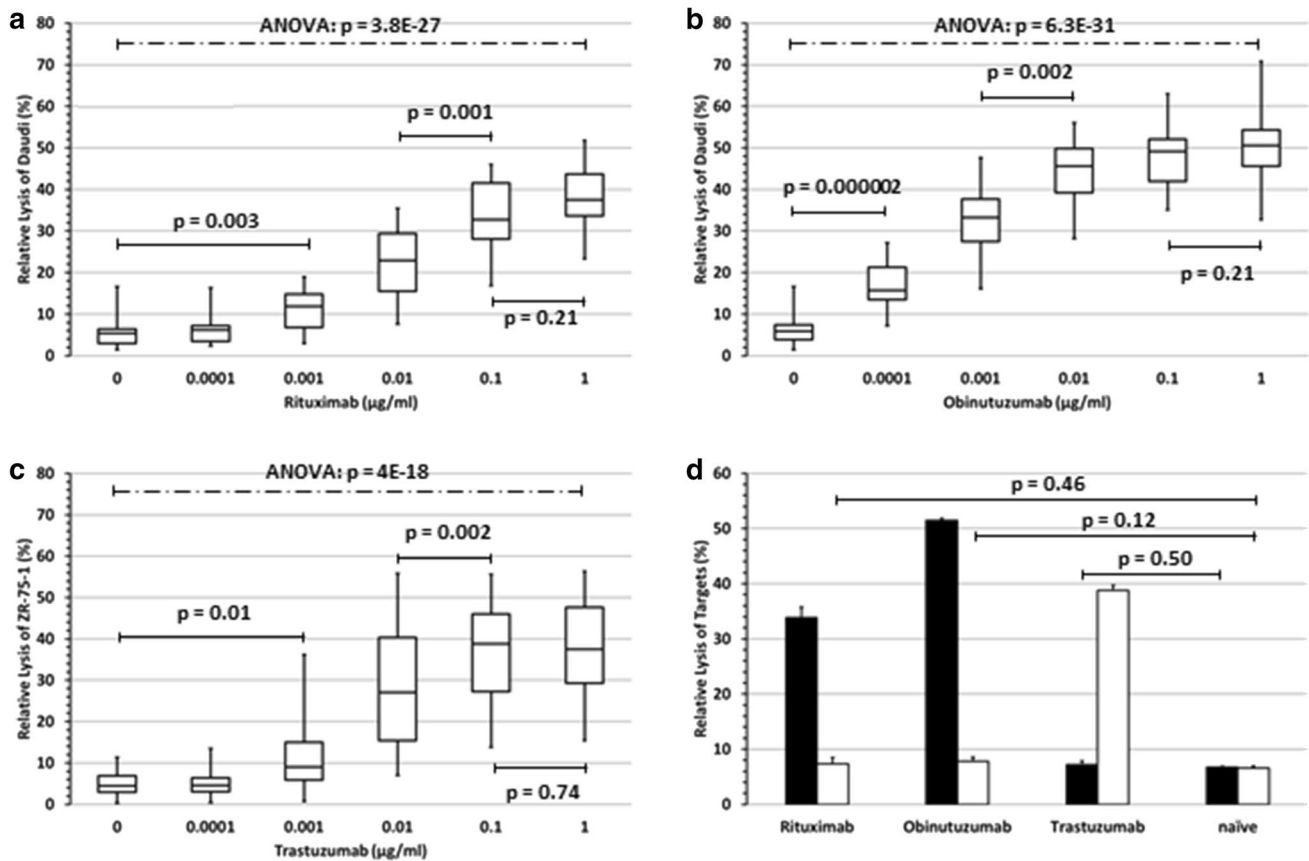 a
ANOVA: p = 3.8E-27
p = 0.001
p = 0.003
p = 0.21
Relative Lysis of Daudi (%)
80
70
60
50
40
30
20
10
0
0 0.0001 0.001 0.01 0.1 1
Rituximab (µg/ml)
b
ANOVA: p = 6.3E-31
p = 0.002
p = 0.000002
p = 0.21
Relative Lysis of Daudi (%)
80
70
60
50
40
30
20
10
0
0 0.0001 0.001 0.01 0.1 1
Obinutuzumab (µg/ml)
c
ANOVA: p = 4E-18
p = 0.002
p = 0.01
p = 0.74
Relative Lysis of ZR-75-1 (%)
80
70
60
50
40
30
20
10
0
0 0.0001 0.001 0.01 0.1 1
Trastuzumab (µg/ml)
d
p = 0.46
p = 0.12
p = 0.50
Relative Lysis of Targets (%)
60
50
40
30
20
10
0
Rituximab Obinutuzumab Trastuzumab naïve